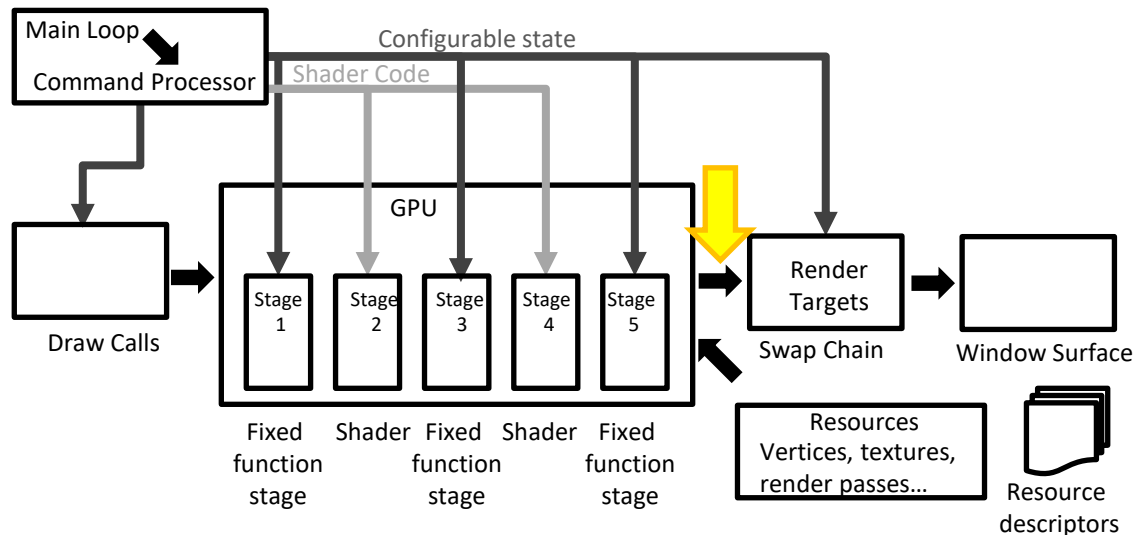 Main Loop
Command Processor
Configurable state
Shader Code
GPU
Stage
1
Stage
2
Stage
3
Stage
4
Stage
5
Render
Targets
Draw Calls
Swap Chain
Window Surface
Fixed
function
stage
Shader
Fixed
function
stage
Shader
Fixed
function
stage
Resources
Vertices, textures,
render passes…
Resource
descriptors